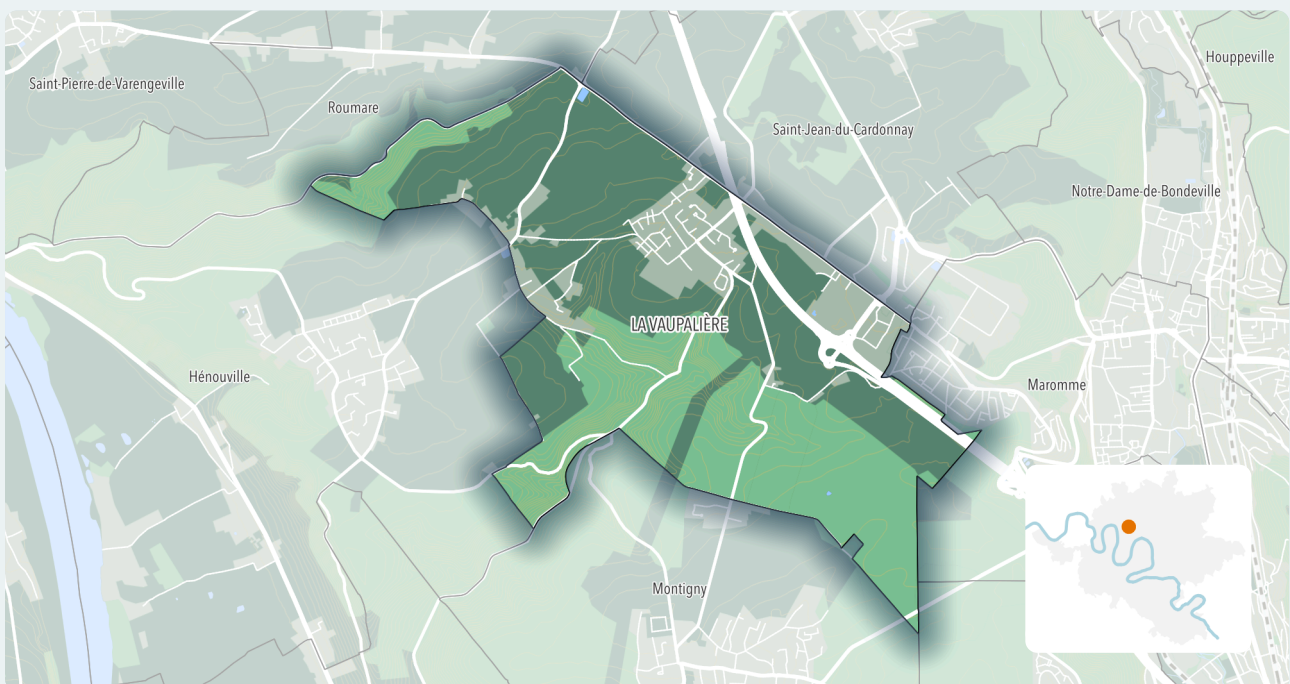 Houppeville
Saint-Pierre-de-Varengeville
Roumare
Saint-Jean-du-Cardonnay
Notre-Dame-de-Bondeville
LA VAUPALIÈRE
Hénouville
Maromme
Montigny